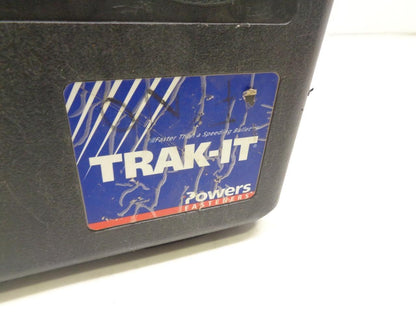 "Faster Than a Speeding Bullet"
TRAK-IT
Powers
FASTENERS